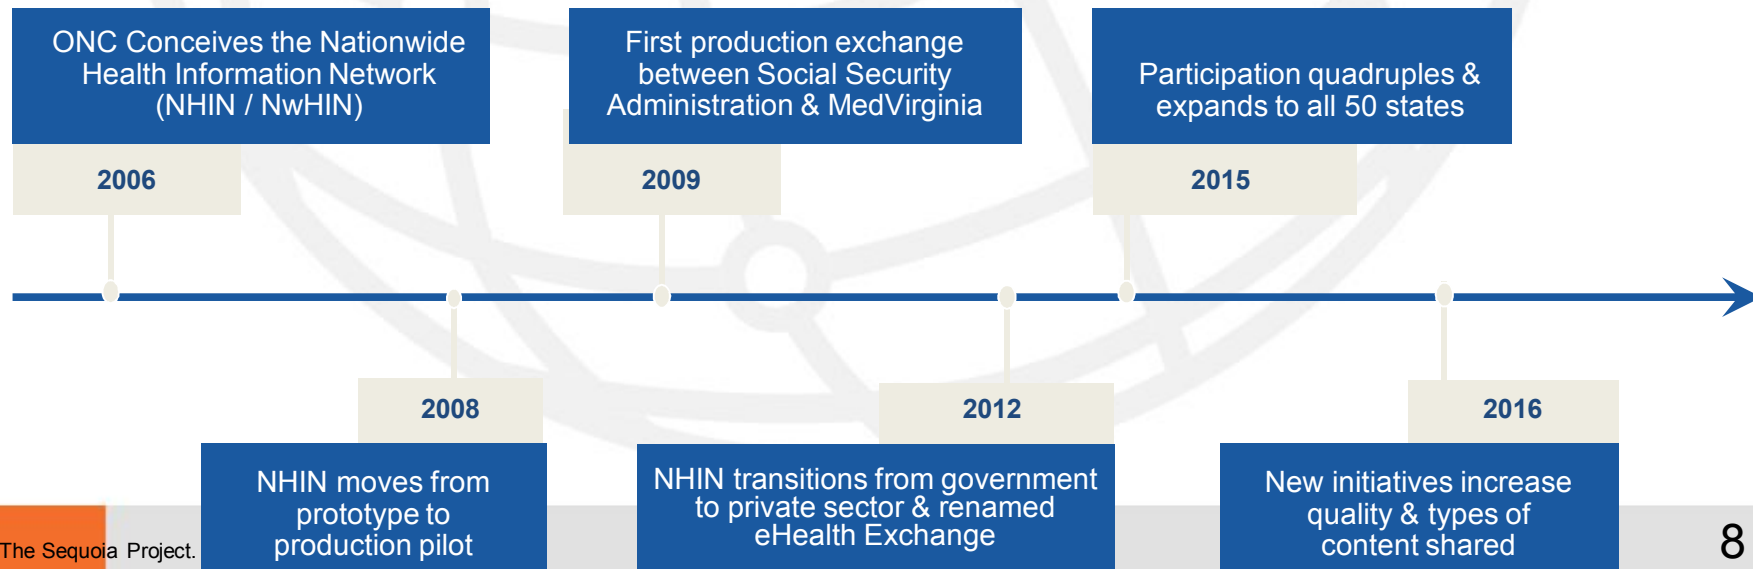 ONC Conceives the Nationwide
Health Information Network
(NHIN / NwHIN)
2006
First production exchange
between Social Security
Administration & MedVirginia
2009
Participation quadruples &
expands to all 50 states
2015
2008
NHIN moves from
prototype to
production pilot
2012
NHIN transitions from government
to private sector & renamed
eHealth Exchange
2016
New initiatives increase
quality & types of
content shared
The Sequoia Project.
8